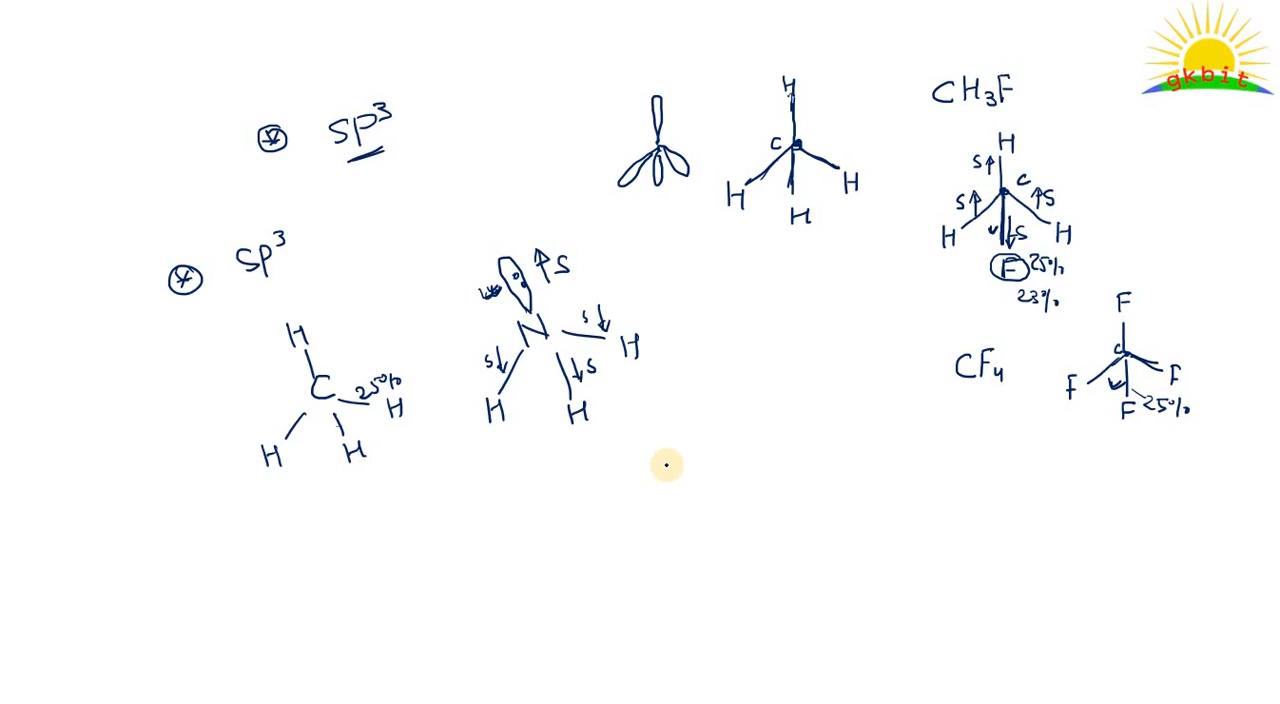 gkbit
SP³
H
C
H
H
H
CH₃F
H
S↑
C
S↑
↑S
H
↓S
H
F 25%
23%
SP³
H
C
25%
H
H
H
↑S
N
S↓
H
S↓
↓S
H
H
CF₄
F
C
F
F
F
25%